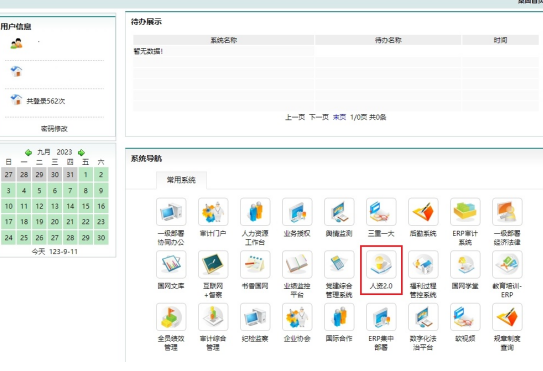 返回首页
用户信息
共登录562次
密码修改
九月 2023
日 一 二 三 四 五 六
27 28 29 30 31 1 2
3 4 5 6 7 8 9
10 11 12 13 14 15 16
17 18 19 20 21 22 23
24 25 26 27 28 29 30
今天 123-9-11
待办展示
系统名称 待办名称 时间
暂无数据!
上一页 下一页 末页 1/0页 共0条
系统导航
常用系统
一级部署协同办公 审计门户 人力资源工作台 业务授权 舆情监测 三重一大 后勤系统 ERP审计系统 一级部署经济法律
国网文库 互联网+督察 书香国网 业绩监控平台 党建综合管理系统 人资2.0 福利过程管控系统 国网学堂 教育培训-ERP
全员绩效管理 审计综合管理 纪检监察 企业协会 国际合作 ERP集中部署 数字化法治平台 软视频 规章制度查询